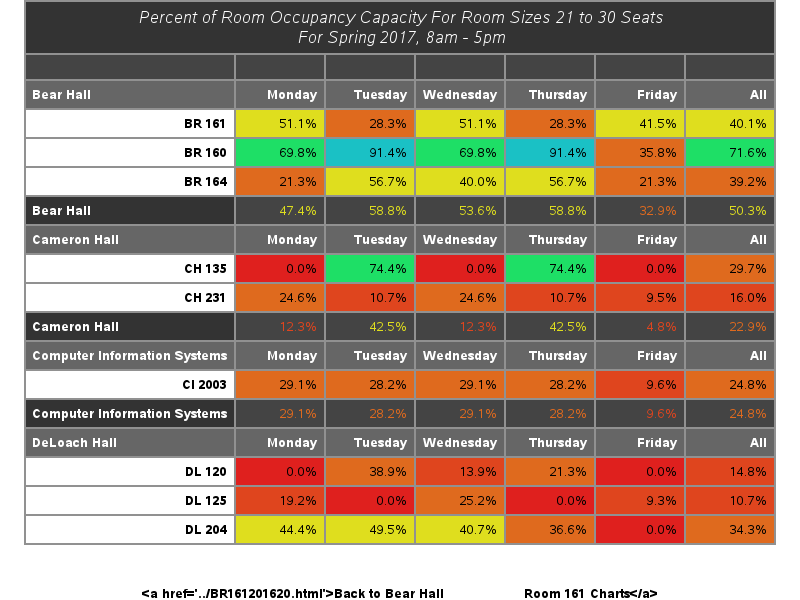 Percent of Room Occupancy Capacity For Room Sizes 21 to 30 Seats
For Spring 2017, 8am - 5pm
Bear Hall Monday Tuesday Wednesday Thursday Friday All
BR 161 51.1% 28.3% 51.1% 28.3% 41.5% 40.1%
BR 160 69.8% 91.4% 69.8% 91.4% 35.8% 71.6%
BR 164 21.3% 56.7% 40.0% 56.7% 21.3% 39.2%
Bear Hall 47.4% 58.8% 53.6% 58.8% 32.9% 50.3%
Cameron Hall Monday Tuesday Wednesday Thursday Friday All
CH 135 0.0% 74.4% 0.0% 74.4% 0.0% 29.7%
CH 231 24.6% 10.7% 24.6% 10.7% 9.5% 16.0%
Cameron Hall 12.3% 42.5% 12.3% 42.5% 4.8% 22.9%
Computer Information Systems Monday Tuesday Wednesday Thursday Friday All
CI 2003 29.1% 28.2% 29.1% 28.2% 9.6% 24.8%
Computer Information Systems 29.1% 28.2% 29.1% 28.2% 9.6% 24.8%
DeLoach Hall Monday Tuesday Wednesday Thursday Friday All
DL 120 0.0% 38.9% 13.9% 21.3% 0.0% 14.8%
DL 125 19.2% 0.0% 25.2% 0.0% 9.3% 10.7%
DL 204 44.4% 49.5% 40.7% 36.6% 0.0% 34.3%
<a href='../BR161201620.html'>Back to Bear Hall Room 161 Charts</a>